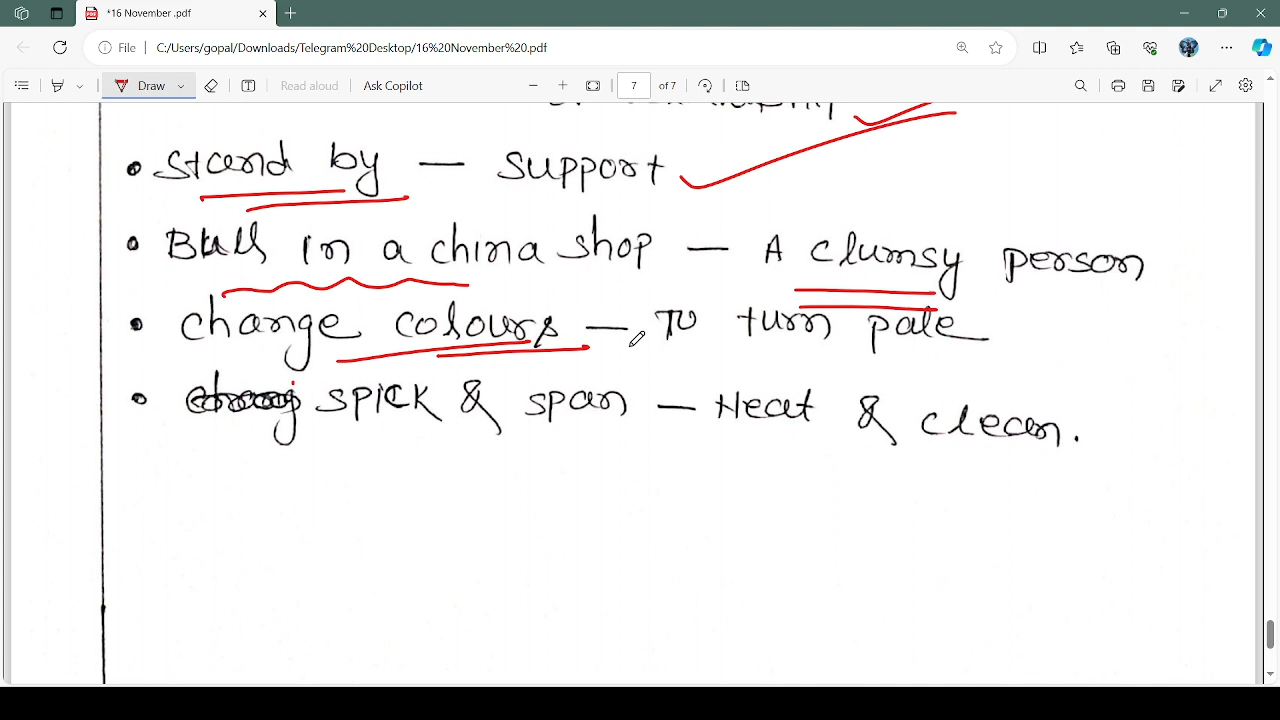 *16 November .pdf
File C:/Users/gopal/Downloads/Telegram%20Desktop/16%20November%20.pdf
Draw Read aloud Ask Copilot 7 of 7
• Stand by — Support
• Bull in a china shop — A clumsy person
• change colours — To turn pale
• SPICK & span — Neat & clean.